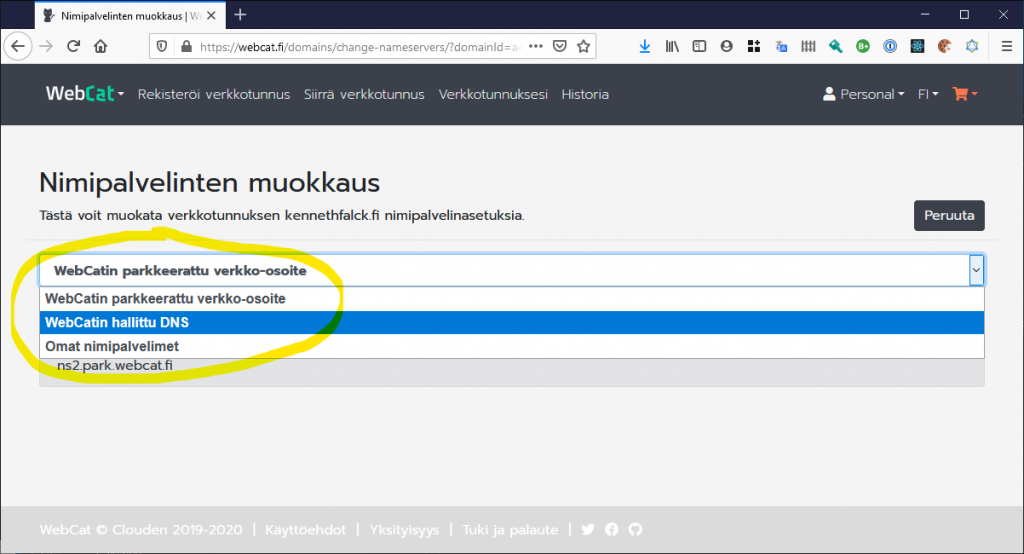 Nimipalvelinten muokkaus | We
https://webcat.fi/domains/change-nameservers/?domainId=a
WebCat Rekisteröi verkkotunnus Siirrä verkkotunnus Verkkotunnuksesi Historia Personal FI
Nimipalvelinten muokkaus
Tästä voit muokata verkkotunnuksen kennethfalck.fi nimipalvelinasetuksia.
Peruuta
WebCatin parkkeerattu verkko-osoite
WebCatin parkkeerattu verkko-osoite
WebCatin hallittu DNS
Omat nimipalvelimet
ns2.park.webcat.fi
WebCat © Clouden 2019-2020 | Käyttöehdot | Yksityisyys | Tuki ja palaute |